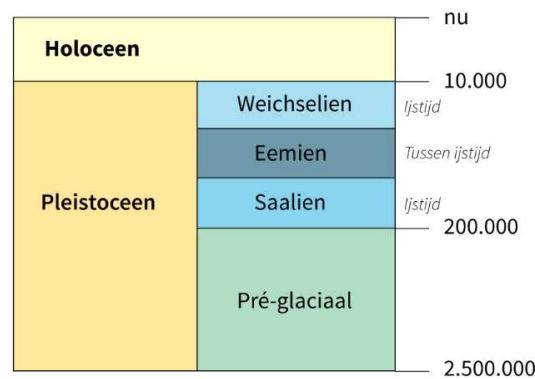 nu
Holoceen
10.000
Weichselien
Ijstijd
Eemien
Tussen ijstijd
Pleistoceen
Saalien
Ijstijd
200.000
Pré-glaciaal
2.500.000